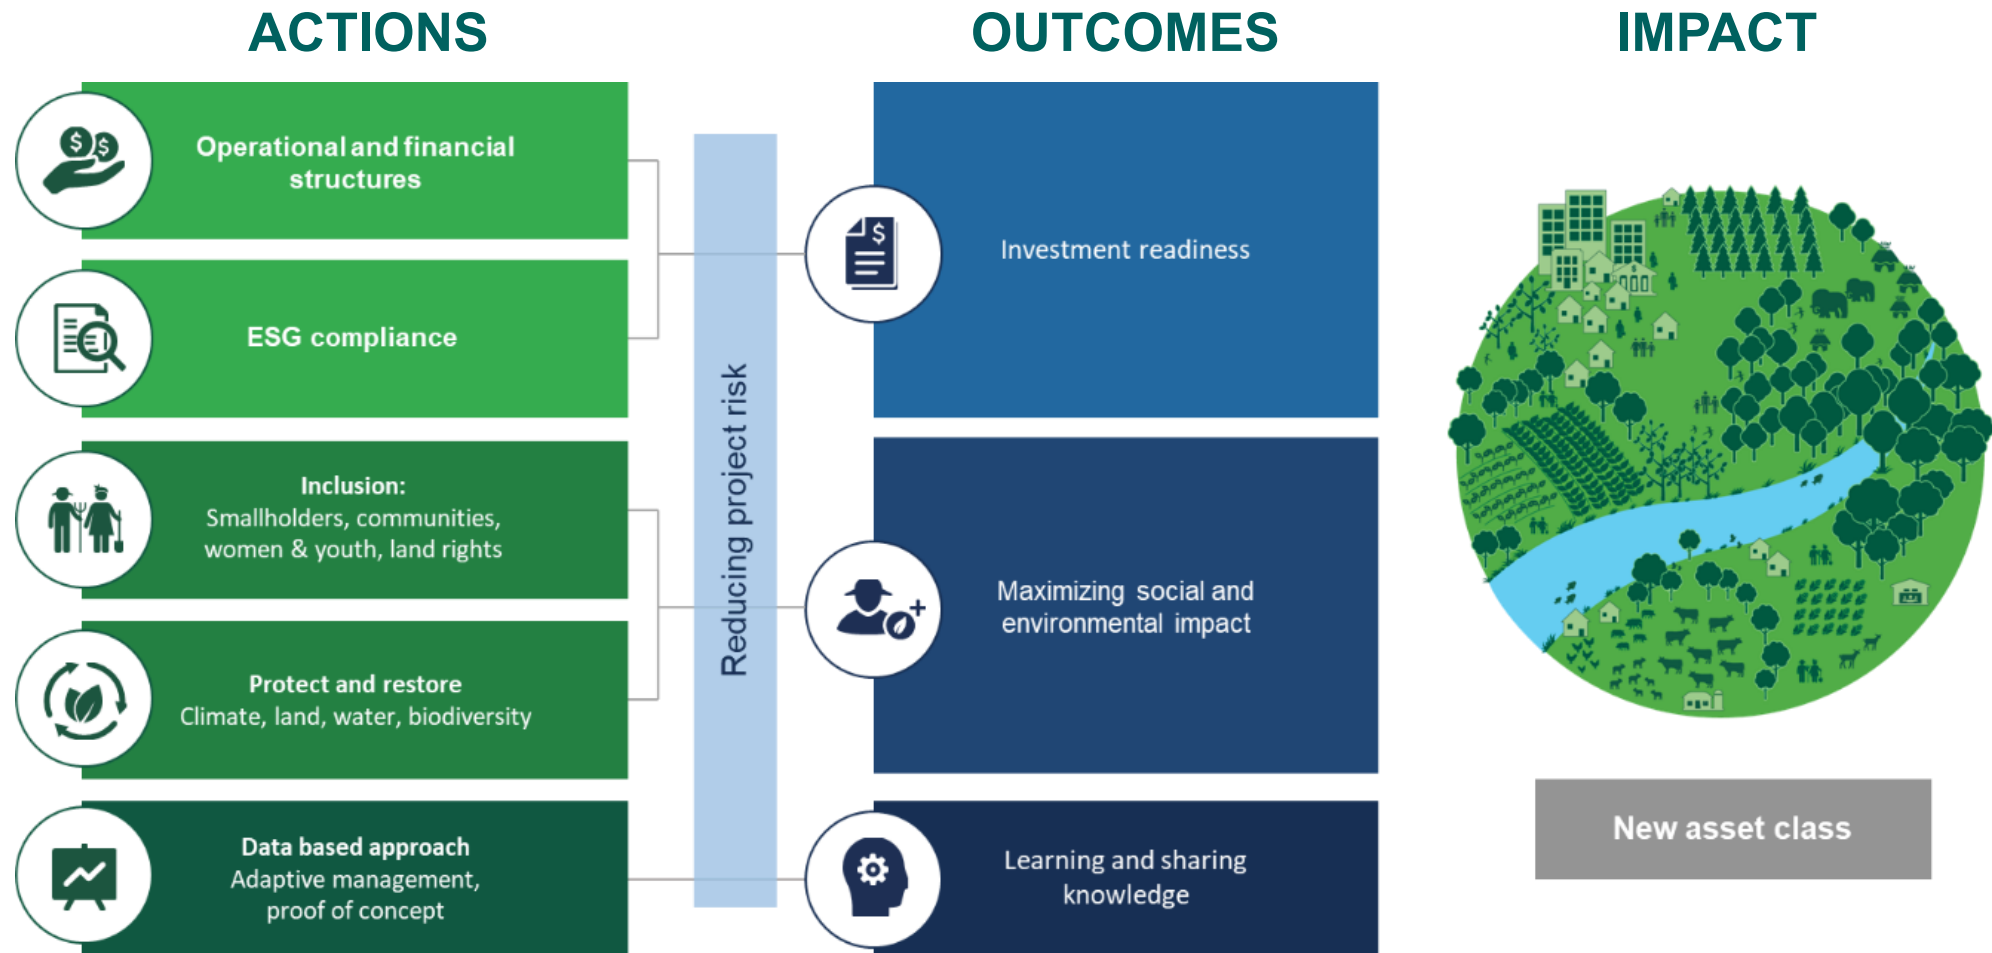 ACTIONS
OUTCOMES
IMPACT
Operational and financial
structures
ESG compliance
Inclusion:
Smallholders, communities,
women & youth, land rights
Protect and restore
Climate, land, water, biodiversity
Data based approach
Adaptive management,
proof of concept
Reducing project risk
Investment readiness
Maximizing social and
environmental impact
Learning and sharing
knowledge
New asset class